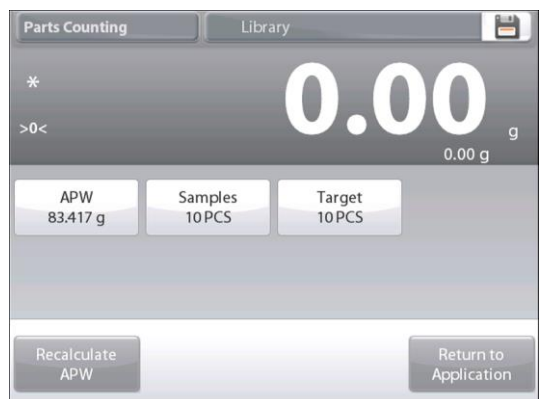 Parts Counting
Library
*
0.00
>0<
g
0.00 g
APW
83.417 g
Samples
10 PCS
Target
10 PCS
Recalculate
APW
Return to
Application